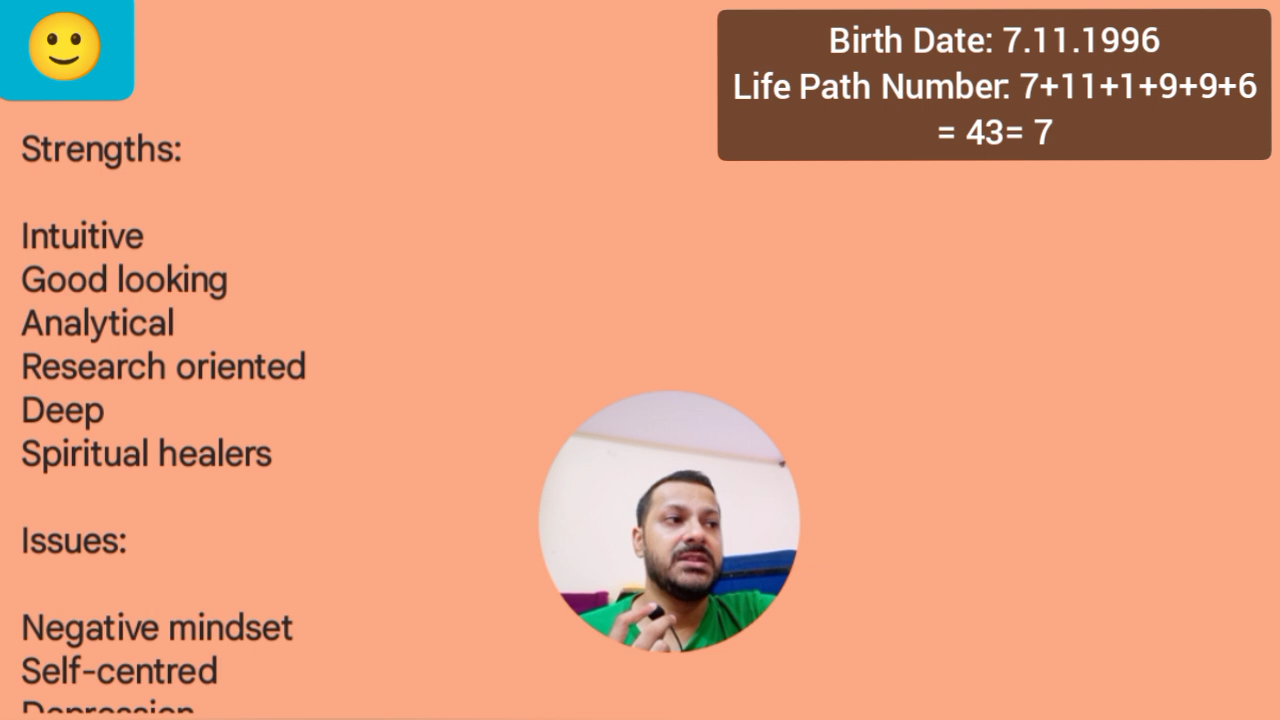 Birth Date: 7.11.1996
Life Path Number: 7+11+1+9+9+6
= 43= 7
Strengths:
Intuitive
Good looking
Analytical
Research oriented
Deep
Spiritual healers
Issues:
Negative mindset
Self-centred
Depression